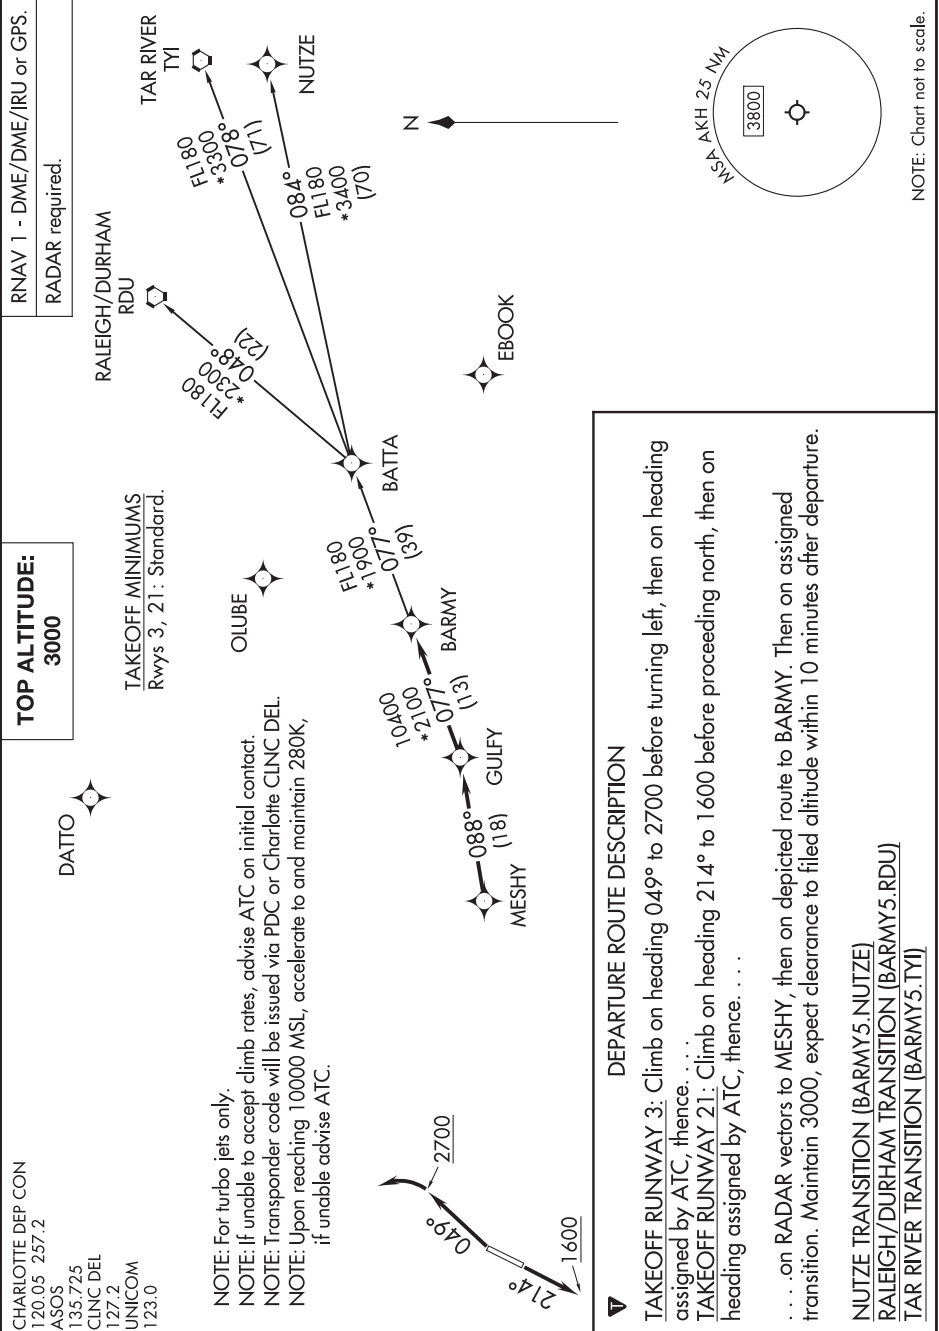 CHARLOTTE DEP CON
120.05 257.2
ASOS
135.725
CLNC DEL
127.2
UNICOM
123.0
TOP ALTITUDE:
3000
RNAV 1 - DME/DME/IRU or GPS.
RADAR required.
TAKEOFF MINIMUMS
Rwys 3, 21: Standard.
DATTO
RALEIGH/DURHAM
RDU
TAR RIVER
TYI
NUTZE
FL180
*2300
048°
(22)
FL180
*3300
078°
(71)
084°
FL180
*3400
(70)
N
OLUBE
EBOOK
BATTA
FL180
*1900
077°
(39)
BARMY
10400
*2100
077°
(13)
GULFY
088°
(18)
MESHY
NOTE: For turbo jets only.
NOTE: If unable to accept climb rates, advise ATC on initial contact.
NOTE: Transponder code will be issued via PDC or Charlotte CLNC DEL.
NOTE: Upon reaching 10000 MSL, accelerate to and maintain 280K,
if unable advise ATC.
2700
049°
214°
1600
MSA AKH 25 NM
3800
NOTE: Chart not to scale.
DEPARTURE ROUTE DESCRIPTION
T
TAKEOFF RUNWAY 3: Climb on heading 049° to 2700 before turning left, then on heading
assigned by ATC, thence. . . .
TAKEOFF RUNWAY 21: Climb on heading 214° to 1600 before proceeding north, then on
heading assigned by ATC, thence. . . .
. . . .on RADAR vectors to MESHY, then on depicted route to BARMY. Then on assigned
transition. Maintain 3000, expect clearance to filed altitude within 10 minutes after departure.
NUTZE TRANSITION (BARMY5.NUTZE)
RALEIGH/DURHAM TRANSITION (BARMY5.RDU)
TAR RIVER TRANSITION (BARMY5.TYI)